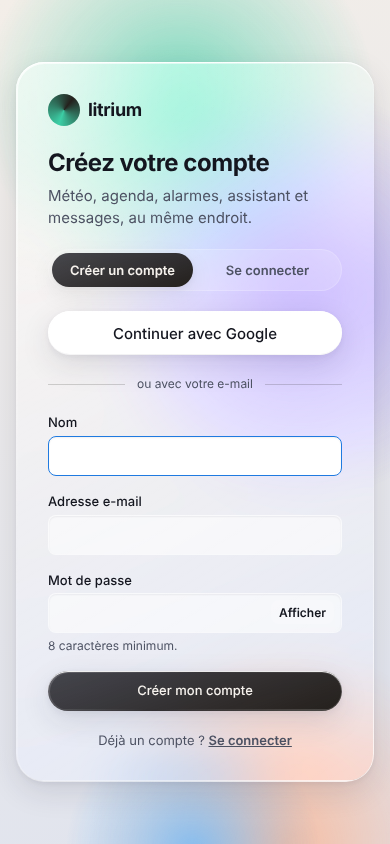 litrium
Créez votre compte
Météo, agenda, alarmes, assistant et
messages, au même endroit.
Créer un compte
Se connecter
Continuer avec Google
ou avec votre e-mail
Nom
Adresse e-mail
Mot de passe
Afficher
8 caractères minimum.
Créer mon compte
Déjà un compte ? Se connecter